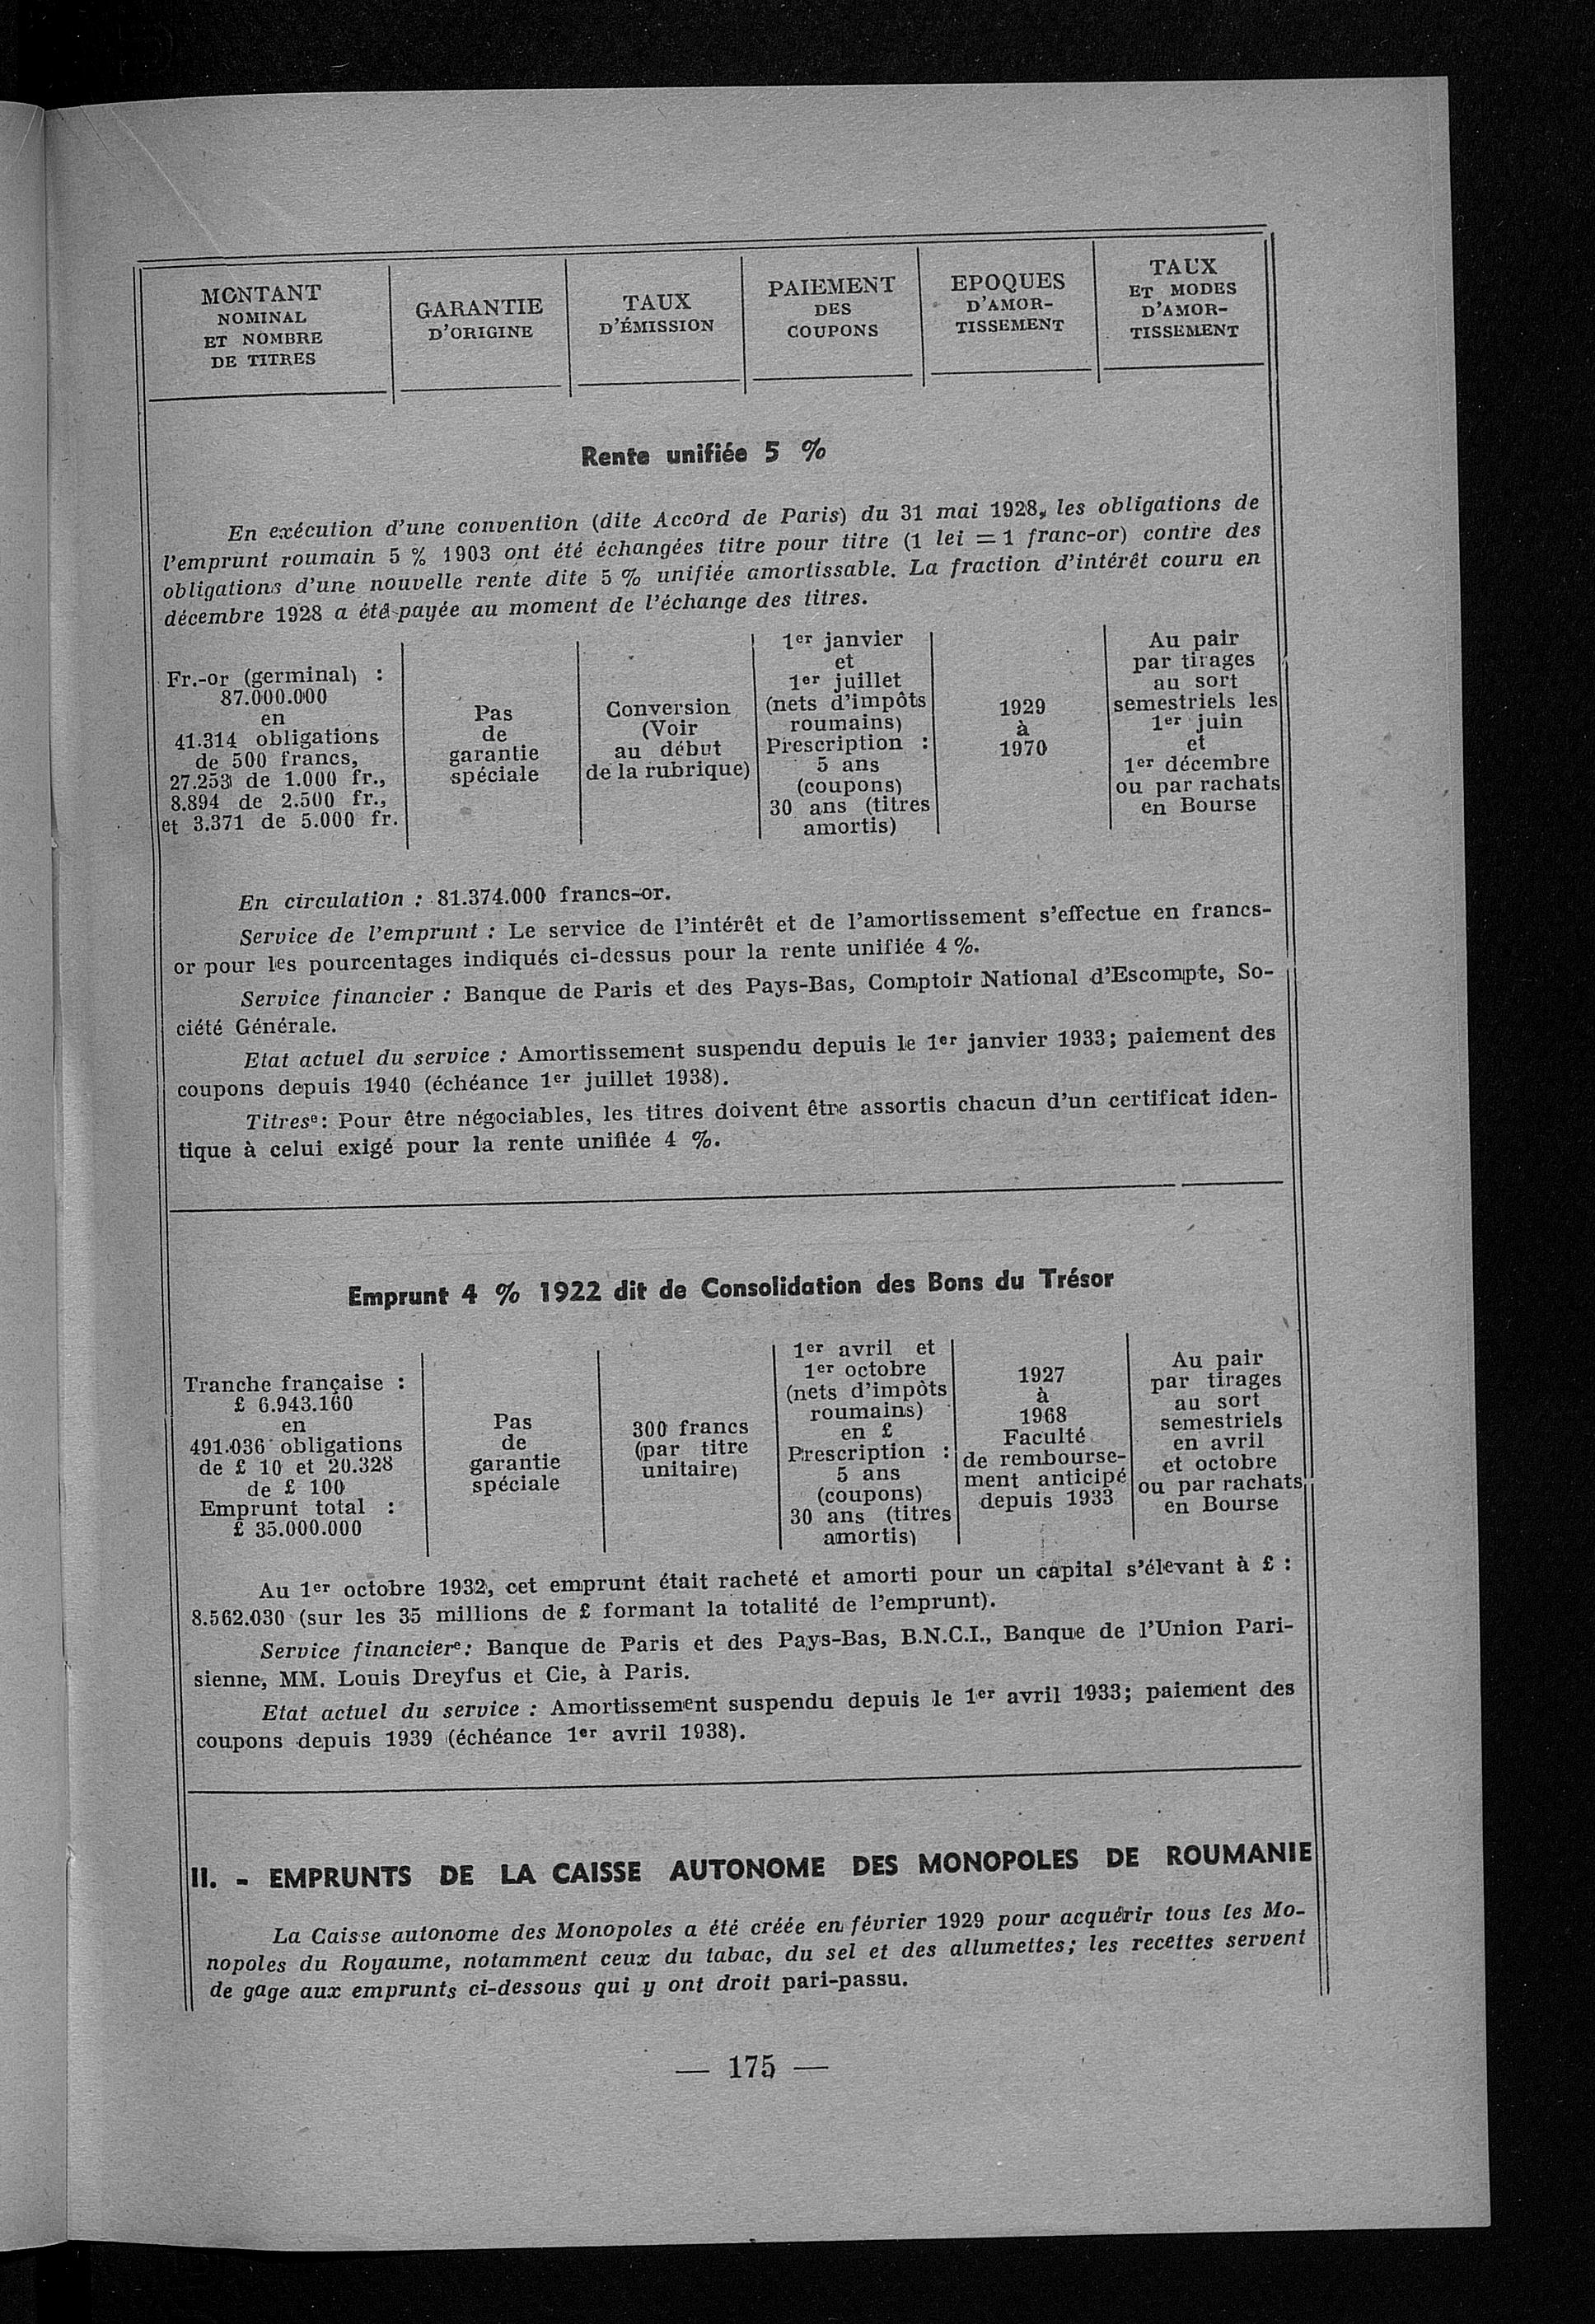 MONTANT
NOMINAL
ET NOMBRE
DE TITRES
GARANTIE
D'ORIGINE
TAUX
D'ÉMISSION
PAIEMENT
DES
COUPONS
EPOQUES
D'AMOR-
TISSEMENT
TAUX
ET MODES
D'AMOR-
TISSEMENT
Rente unifiée 5 %
En exécution d'une convention (dite Accord de Paris) du 31 mai 1928, les obligations de
l'emprunt roumain 5 % 1903 ont été échangées titre pour titre (1 lei = 1 franc-or) contre des
obligations d'une nouvelle rente dite 5 % unifiée amortissable. La fraction d'intérêt couru en
décembre 1928 a été payée au moment de l'échange des titres.
Fr.-or (germinal) :
87.000.000
en
41.314 obligations
de 500 francs,
27.253 de 1.000 fr.,
8.894 de 2.500 fr.,
et 3.371 de 5.000 fr.
Pas
de
garantie
spéciale
Conversion
(Voir
au début
de la rubrique)
1er janvier
et
1er juillet
(nets d'impôts
roumains)
Prescription :
5 ans
(coupons)
30 ans (titres
amortis)
1929
à
1970
Au pair
par tirages
au sort
semestriels les
1er juin
et
1er décembre
ou par rachats
en Bourse
En circulation : 81.374.000 francs-or.
Service de l'emprunt : Le service de l'intérêt et de l'amortissement s'effectue en francs-
or pour les pourcentages indiqués ci-dessus pour la rente unifiée 4 %.
Service financier : Banque de Paris et des Pays-Bas, Comptoir National d'Escompte, So-
ciété Générale.
Etat actuel du service : Amortissement suspendu depuis le 1er janvier 1933; paiement des
coupons depuis 1940 (échéance 1er juillet 1938).
Titrese: Pour être négociables, les titres doivent être assortis chacun d'un certificat iden-
tique à celui exigé pour la rente unifiée 4 %.
Emprunt 4 % 1922 dit de Consolidation des Bons du Trésor
Tranche française :
£ 6.943.160
en
491.036 obligations
de £ 10 et 20.328
de £ 100
Emprunt total :
£ 35.000.000
Pas
de
garantie
spéciale
300 francs
(par titre
unitaire)
1er avril et
1er octobre
(nets d'impôts
roumains)
en £
Prescription :
5 ans
(coupons)
30 ans (titres
amortis)
1927
à
1968
Faculté
de rembourse-
ment anticipé
depuis 1933
Au pair
par tirages
au sort
semestriels
en avril
et octobre
ou par rachats
en Bourse
Au 1er octobre 1932, cet emprunt était racheté et amorti pour un capital s'élevant à £ :
8.562.030 (sur les 35 millions de £ formant la totalité de l'emprunt).
Service financiere: Banque de Paris et des Pays-Bas, B.N.C.I., Banque de l'Union Pari-
sienne, MM. Louis Dreyfus et Cie, à Paris.
Etat actuel du service : Amortissement suspendu depuis le 1er avril 1933; paiement des
coupons depuis 1939 (échéance 1er avril 1938).
II. - EMPRUNTS DE LA CAISSE AUTONOME DES MONOPOLES DE ROUMANIE
La Caisse autonome des Monopoles a été créée en février 1929 pour acquérir tous les Mo-
nopoles du Royaume, notamment ceux du tabac, du sel et des allumettes; les recettes servent
de gage aux emprunts ci-dessous qui y ont droit pari-passu.
— 175 —